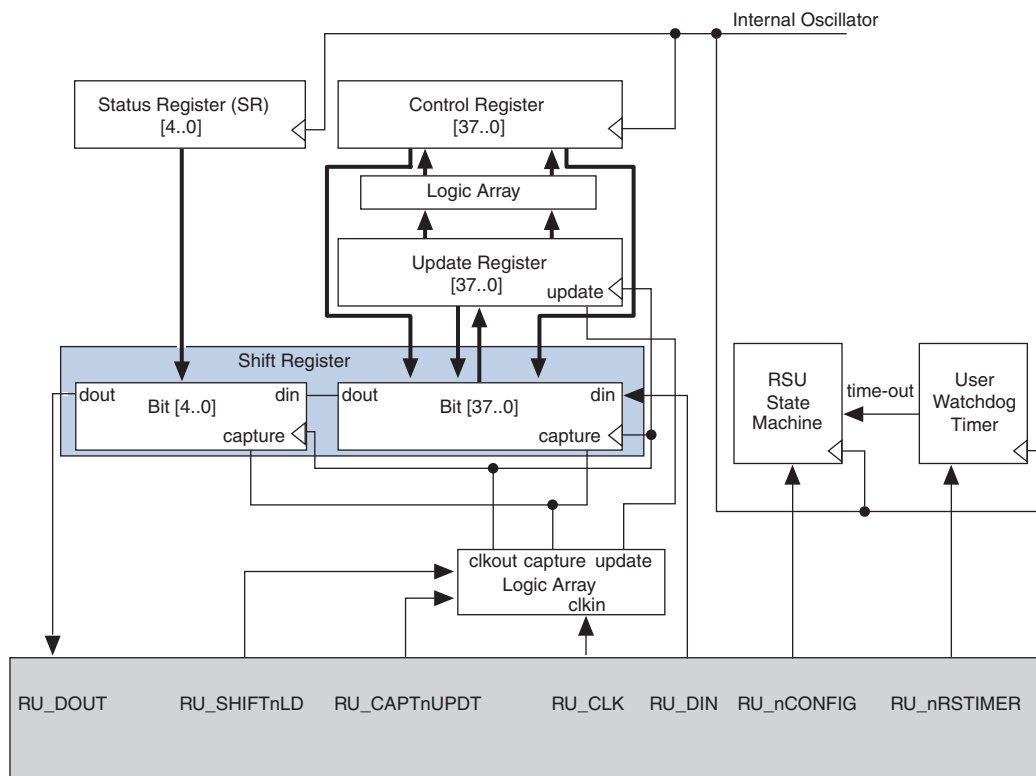 Internal Oscillator
Status Register (SR)
[4..0]
Control Register
[37..0]
Logic Array
Update Register
[37..0]
update
Shift Register
dout
Bit [4..0]
din
capture
dout
Bit [37..0]
din
capture
RSU
State
Machine
time-out
User
Watchdog
Timer
clkout capture update
Logic Array
clkin
RU_DOUT
RU_SHIFTnLD
RU_CAPTnUPDT
RU_CLK
RU_DIN
RU_nCONFIG
RU_nRSTIMER